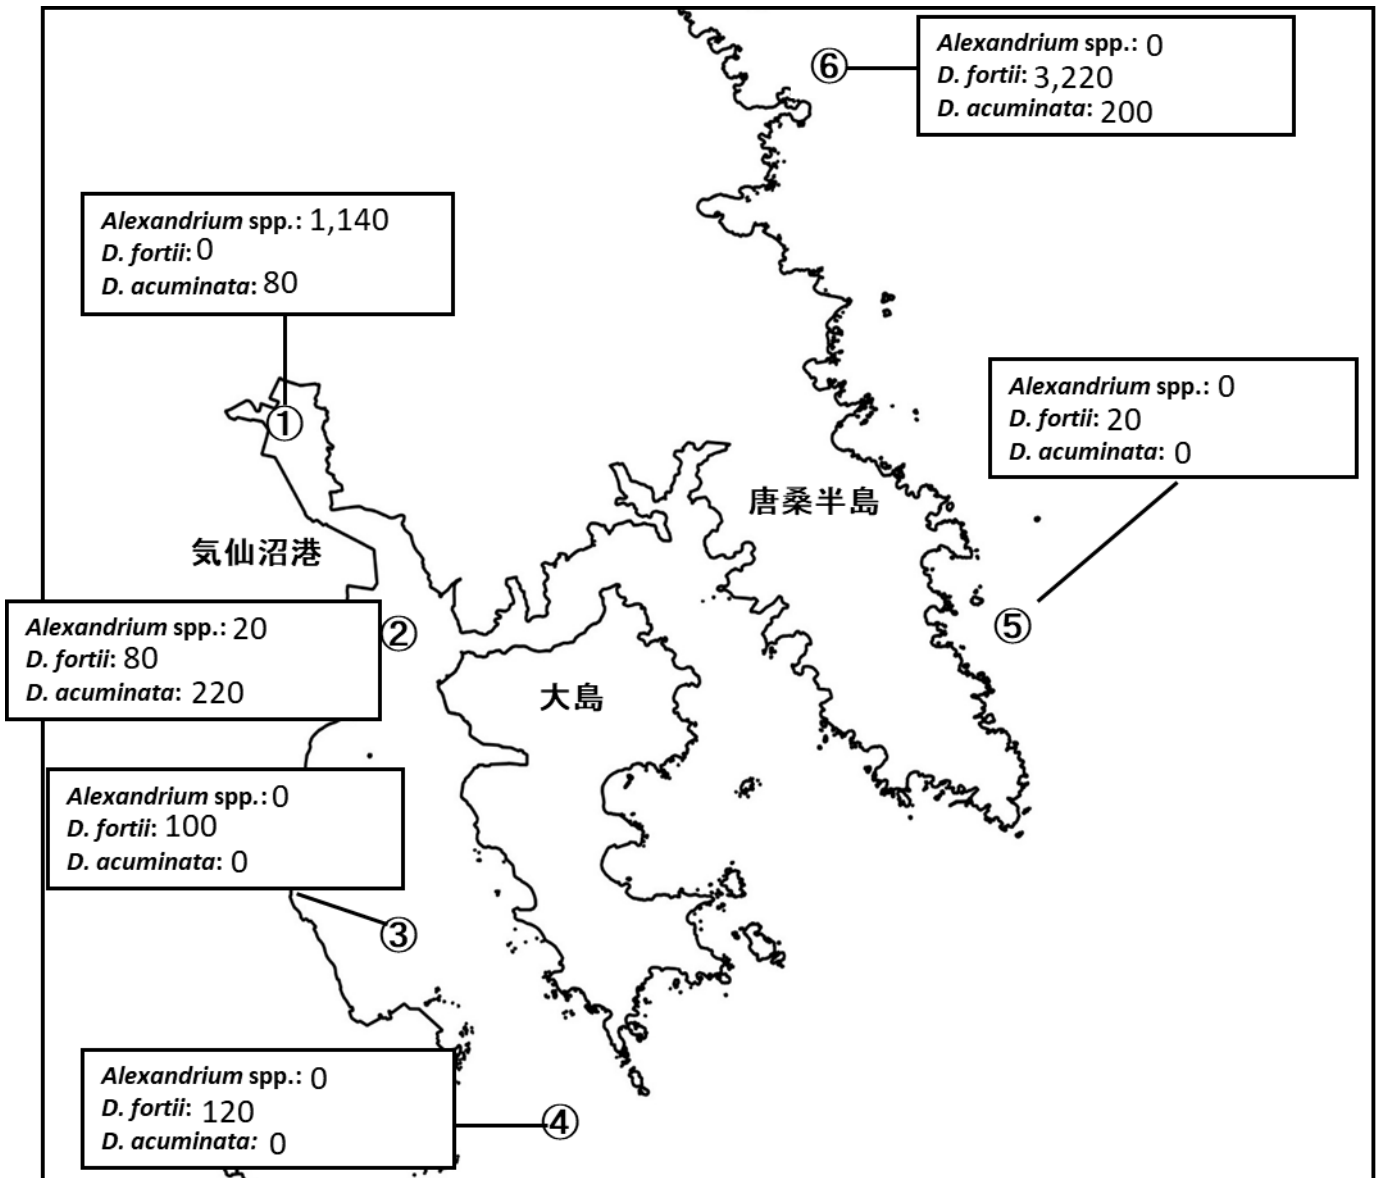 ⑥
Alexandrium spp.: 0
D. fortii: 3,220
D. acuminata: 200
Alexandrium spp.: 1,140
D. fortii: 0
D. acuminata: 80
①
Alexandrium spp.: 0
D. fortii: 20
D. acuminata: 0
唐桑半島
気仙沼港
⑤
Alexandrium spp.: 20
D. fortii: 80
D. acuminata: 220
②
大島
Alexandrium spp.: 0
D. fortii: 100
D. acuminata: 0
③
Alexandrium spp.: 0
D. fortii: 120
D. acuminata: 0
④